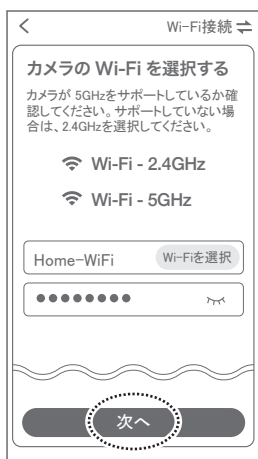 Wi-Fi接続
カメラの Wi-Fi を選択する
カメラが 5GHzをサポートしているか確
認してください。サポートしていない場
合は、2.4GHzを選択してください。
Wi-Fi - 2.4GHz
Wi-Fi - 5GHz
Home-WiFi Wi-Fiを選択
次へ